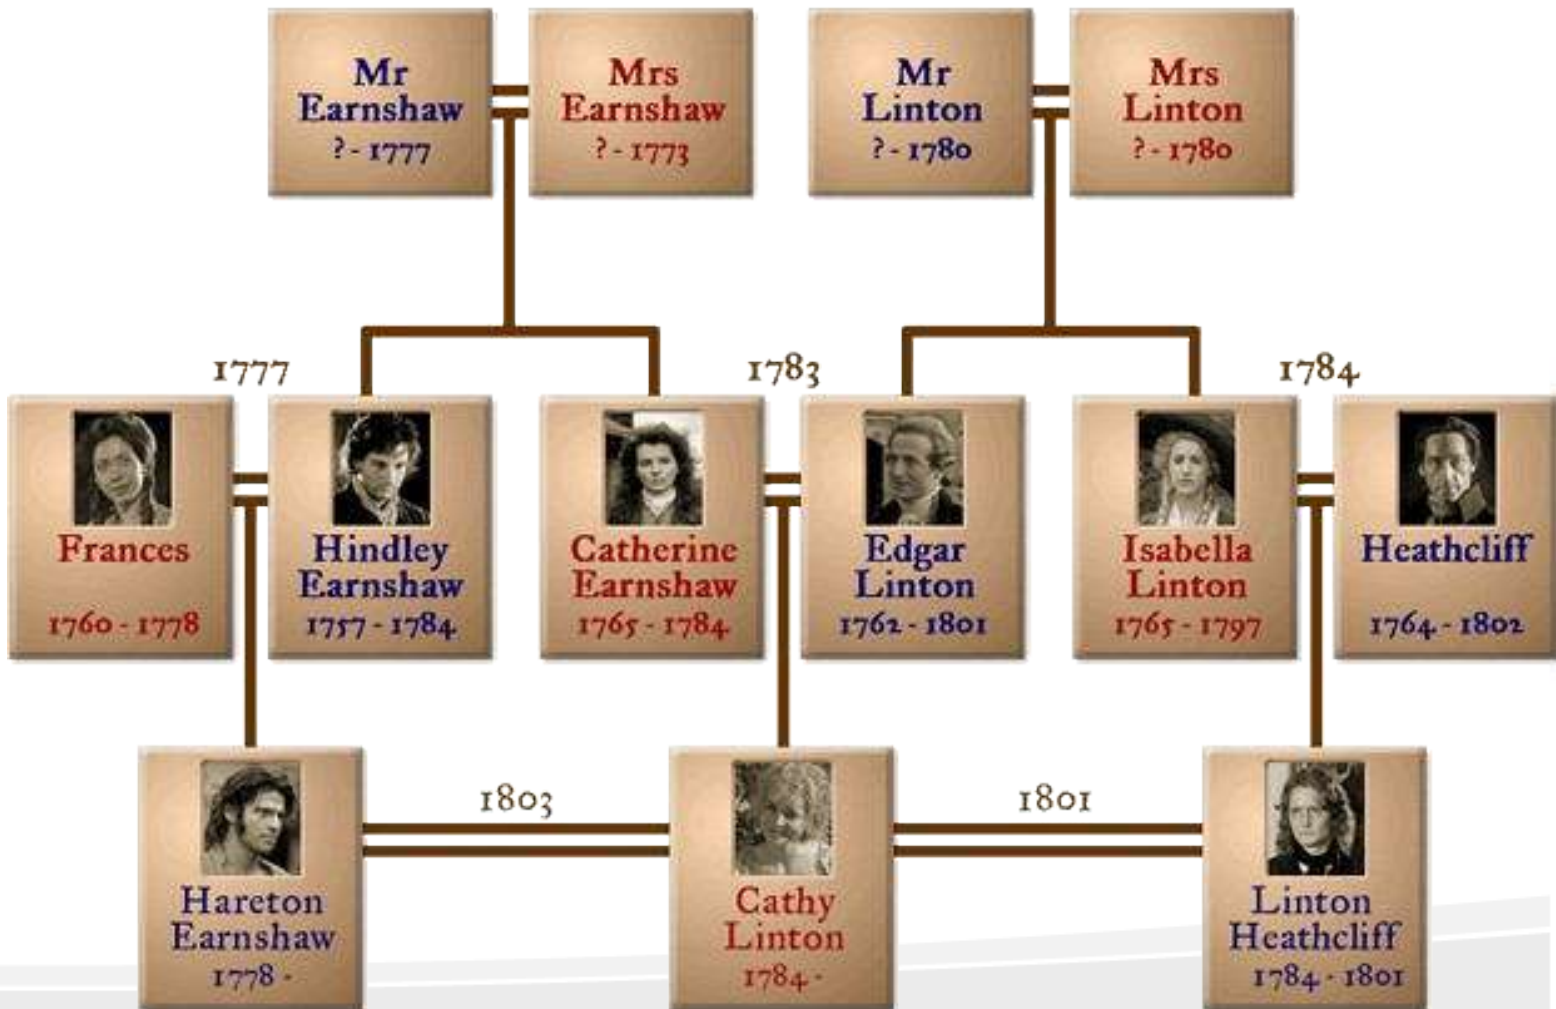 Mr
Earnshaw
? - 1777
Mrs
Earnshaw
? - 1773
Mr
Linton
? - 1780
Mrs
Linton
? - 1780
1777
1783
1784
Frances
1760 - 1778
Hindley
Earnshaw
1757 - 1784
Catherine
Earnshaw
1765 - 1784
Edgar
Linton
1762 - 1801
Isabella
Linton
1765 - 1797
Heathcliff
1764 - 1802
1803
1801
Hareton
Earnshaw
1778 -
Cathy
Linton
1784 -
Linton
Heathcliff
1784 - 1801